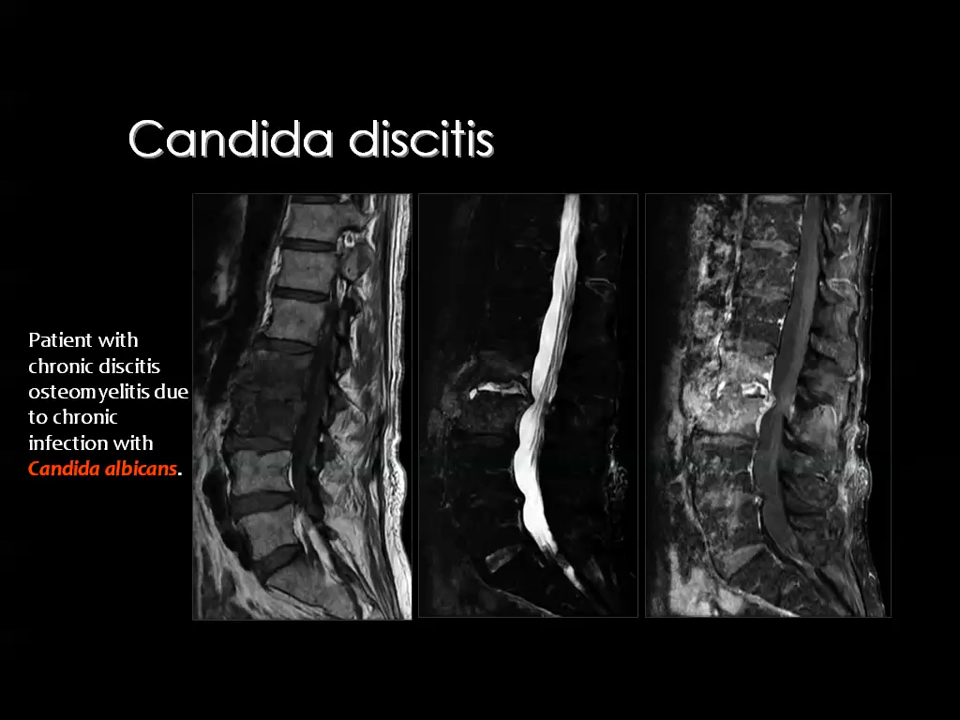 Candida discitis
Patient with
chronic discitis
osteomyelitis due
to chronic
infection with
Candida albicans.